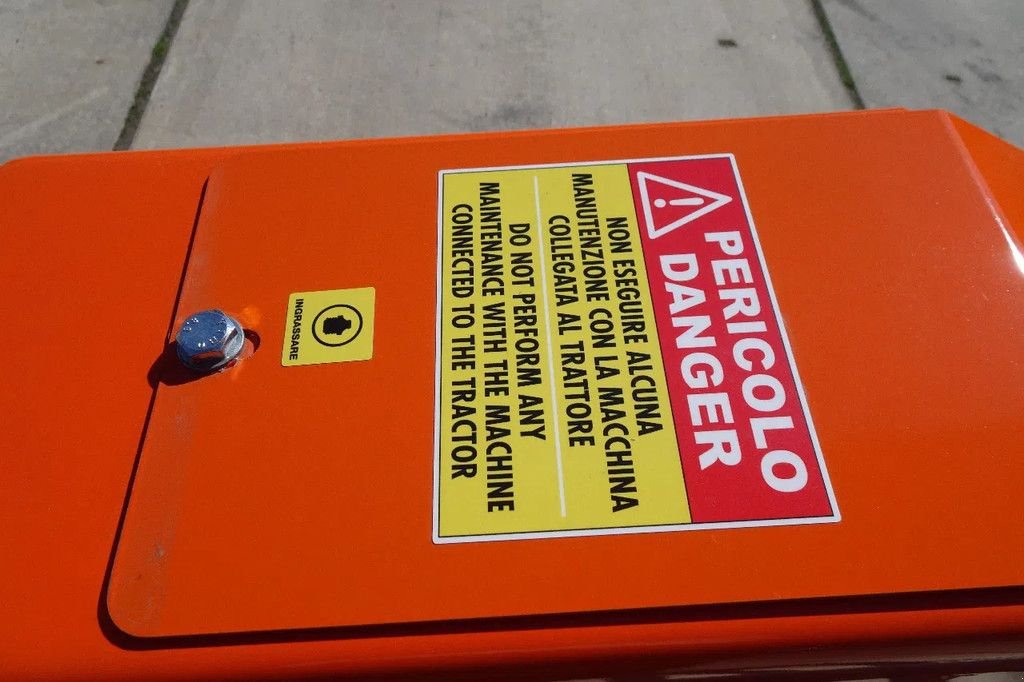 PERICOLO
DANGER
NON ESEGUIRE ALCUNA
MANUTENZIONE CON LA MACCHINA
COLLEGATA AL TRATTORE
DO NOT PERFORM ANY
MAINTENANCE WITH THE MACHINE
CONNECTED TO THE TRACTOR
INGRASSARE